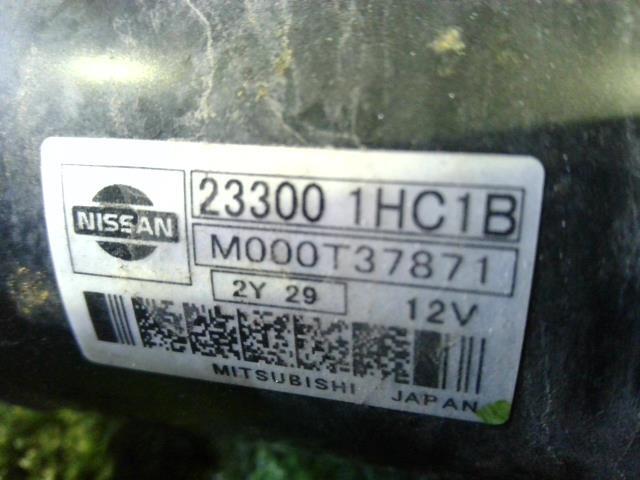 NISSAN
23300 1HC1B
M000T37871
2Y 29
12V
MITSUBISHI JAPAN